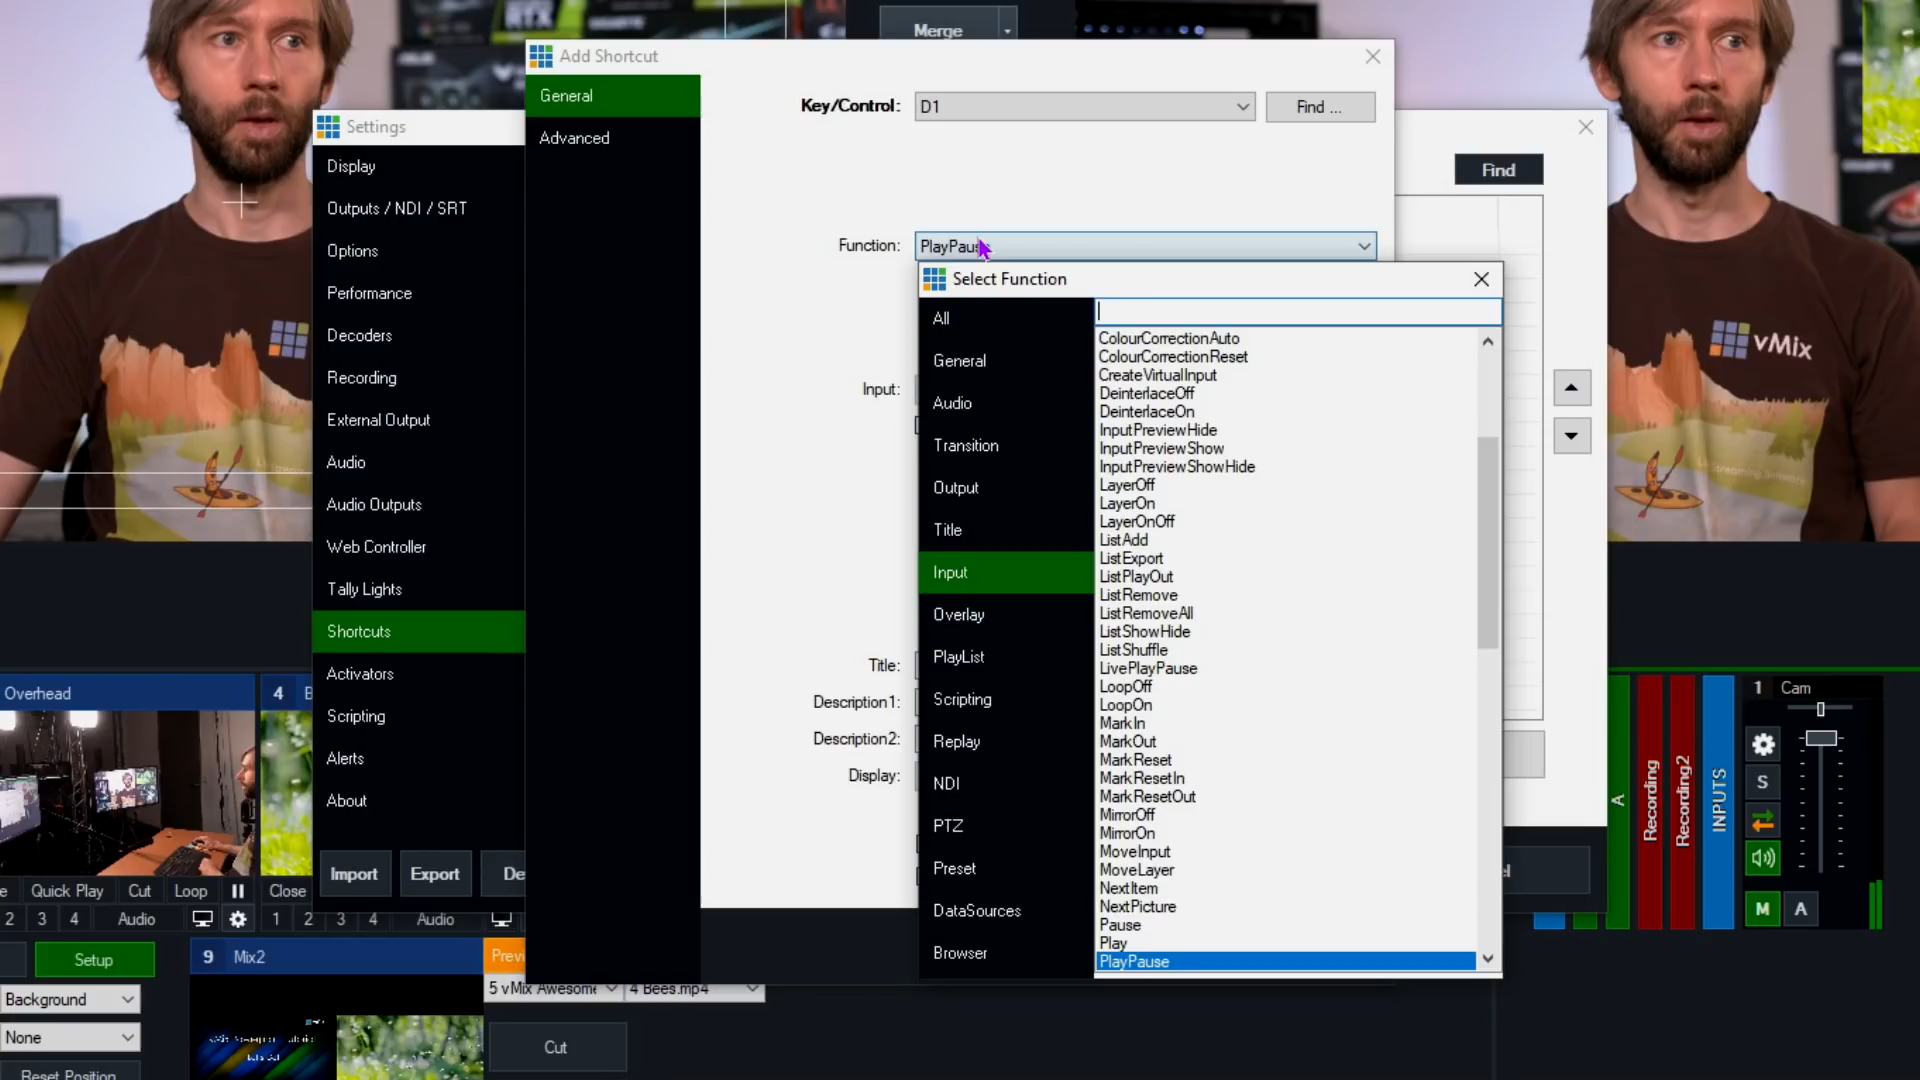 RTX
Merge
Add Shortcut
General
Advanced
Key/Control:
D1
Find ...
Settings
Display
Outputs / NDI / SRT
Options
Performance
Decoders
Recording
External Output
Audio
Audio Outputs
Web Controller
Tally Lights
Shortcuts
Activators
Scripting
Alerts
About
Import
Export
De
Find
Function:
PlayPaus
Input:
Title:
Description1:
Description2:
Display:
Select Function
All
General
Audio
Transition
Output
Title
Input
Overlay
PlayList
Scripting
Replay
NDI
PTZ
Preset
DataSources
Browser
ColourCorrectionAuto
ColourCorrectionReset
CreateVirtualInput
DeinterlaceOff
DeinterlaceOn
InputPreviewHide
InputPreviewShow
InputPreviewShowHide
LayerOff
LayerOn
LayerOnOff
ListAdd
ListExport
ListPlayOut
ListRemove
ListRemoveAll
ListShowHide
ListShuffle
LivePlayPause
LoopOff
LoopOn
MarkIn
MarkOut
MarkReset
MarkResetIn
MarkResetOut
MirrorOff
MirrorOn
MoveInput
MoveLayer
NextItem
NextPicture
Pause
Play
PlayPause
vMix
Overhead
4 B
e Quick Play Cut Loop Close
2 3 4 Audio 1 2 3 4 Audio
Setup
Background
None
Reset Position
9 Mix2
Previ
5 vMix Awesome
4 Bees.mp4
Cut
A
Recording
Recording2
INPUTS
1 Cam
S
M A